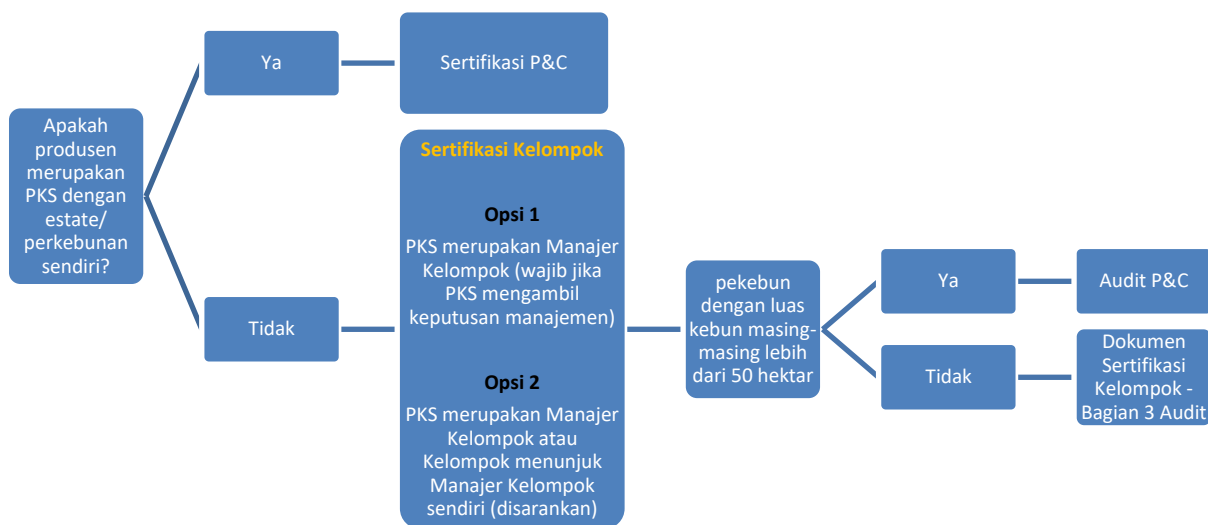 Apakah
produsen
merupakan
PKS dengan
estate/
perkebunan
sendiri?
Ya
Sertifikasi P&C
Tidak
Sertifikasi Kelompok
Opsi 1
PKS merupakan Manajer
Kelompok (wajib jika
PKS mengambil
keputusan manajemen)
Opsi 2
PKS merupakan Manajer
Kelompok atau
Kelompok menunjuk
Manajer Kelompok
sendiri (disarankan)
pekebun
dengan luas
kebun masing-
masing lebih
dari 50 hektar
Ya
Audit P&C
Tidak
Dokumen
Sertifikasi
Kelompok -
Bagian 3 Audit